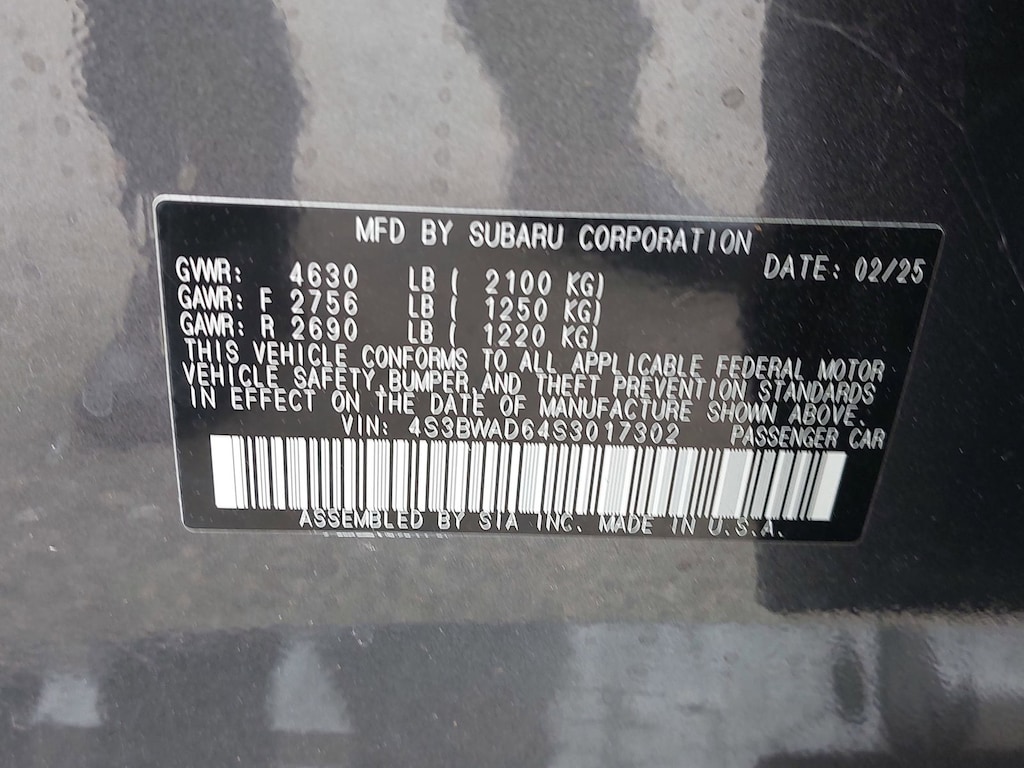 MFD BY SUBARU CORPORATION
DATE: 02/25
GVWR: 4630 LB ( 2100 KG)
GAWR: F 2756 LB ( 1250 KG)
GAWR: R 2690 LB ( 1220 KG)
THIS VEHICLE CONFORMS TO ALL APPLICABLE FEDERAL MOTOR
VEHICLE SAFETY,BUMPER,AND THEFT PREVENTION STANDARDS
IN EFFECT ON THE DATE OF MANUFACTURE SHOWN ABOVE.
VIN: 4S3BWAD64S3017302 PASSENGER CAR
ASSEMBLED BY SIA INC. MADE IN U.S.A.